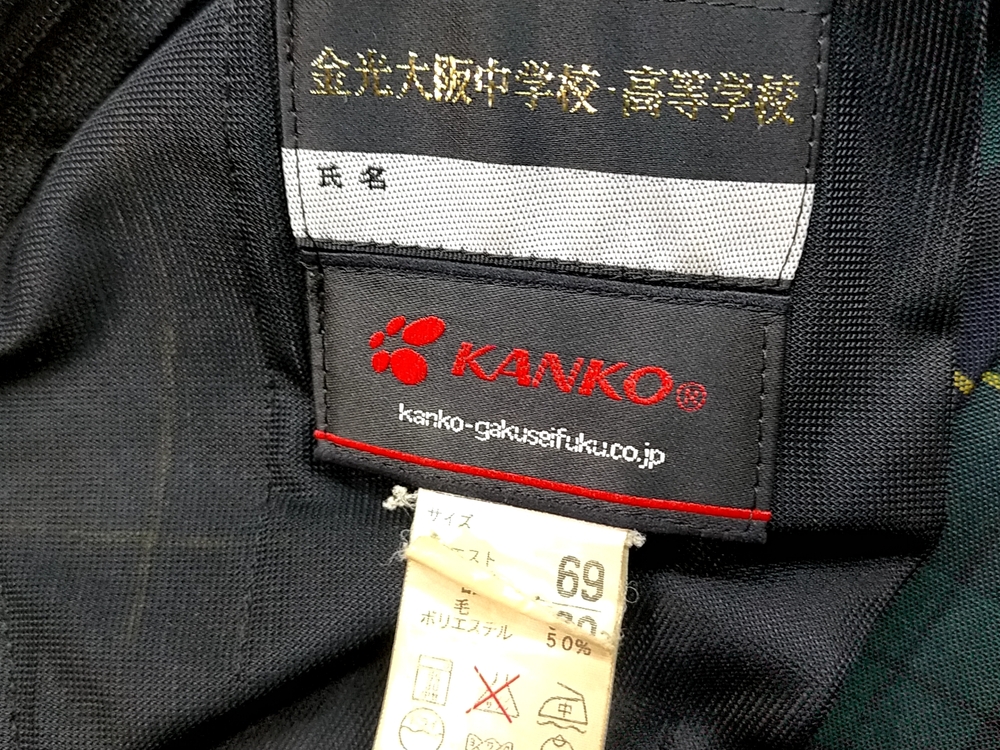 金光大阪中学校・高等学校
氏名
KANKO®
kanko-gakuseifuku.co.jp
サイズ
69
毛
ポリエステル 50%
中